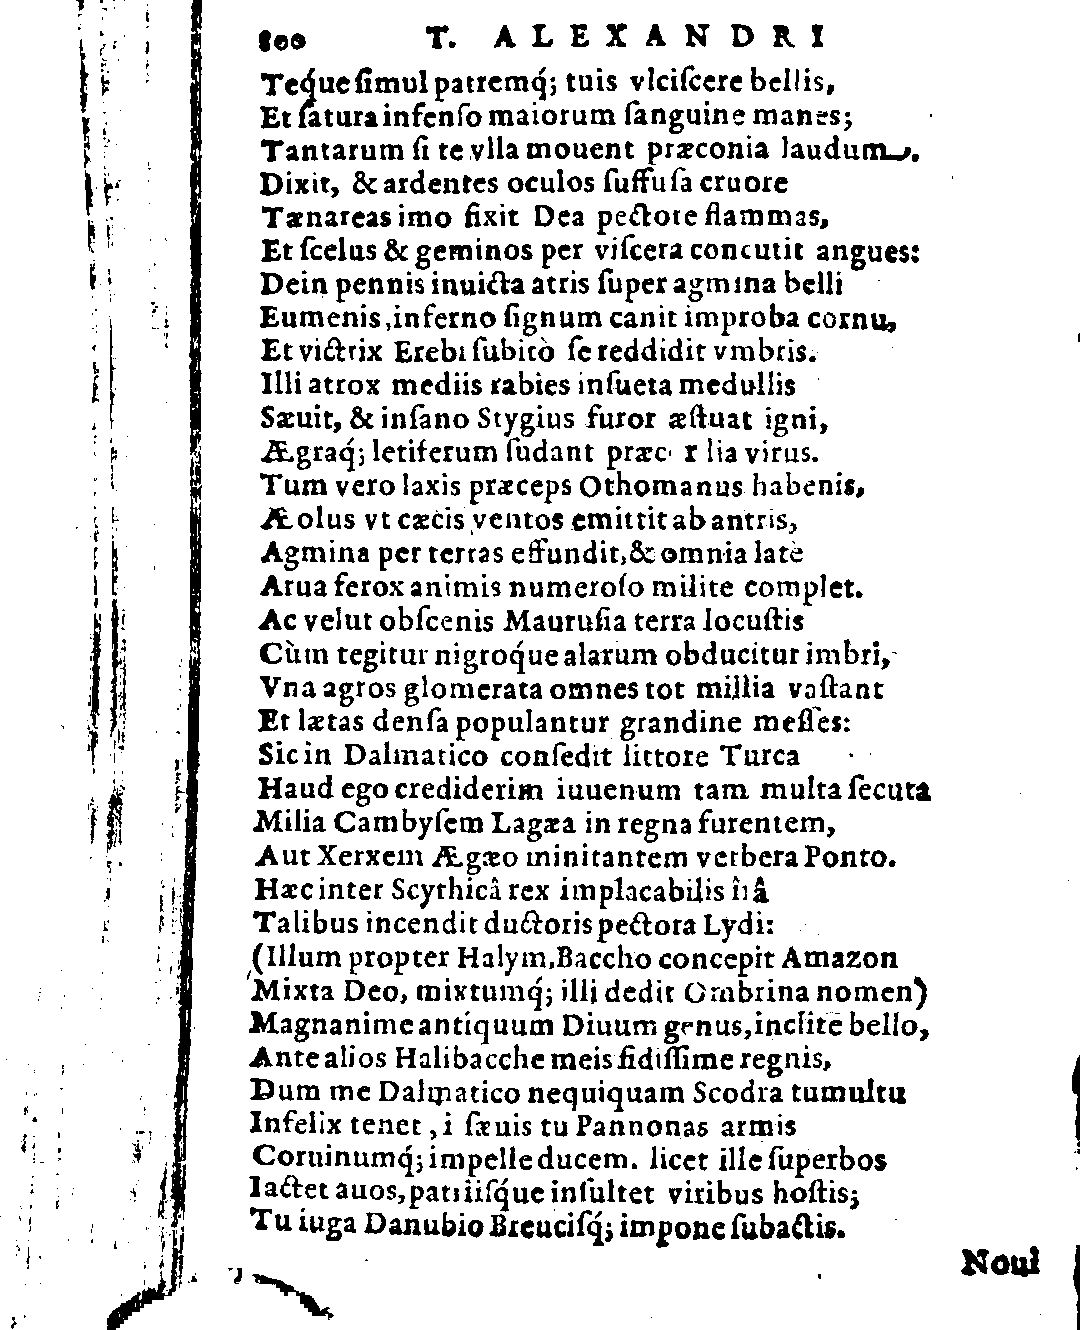 800 T. ALEXANDRI
Teq́ue ſimul patremq́; tuis vlciſcere bellis,
Et ſatura infenſo maiorum ſanguine manes;
Tantarum ſi te vlla mouent præconia laudum.
Dixit, & ardentes oculos ſuffuſa cruore
Tænareas imo fixit Dea pectore flammas,
Et ſcelus & geminos per viſcera concutit angues:
Dein pennis inuicta atris ſuper agmina belli
Eumenis, inferno ſignum canit improba cornu,
Et victrix Erebi ſubitò ſe reddidit vmbris.
Illi atrox mediis rabies inſueta medullis
Sæuit, & inſano Stygius furor æſtuat igni,
Ægraq́; letiferum ſudant virus.
Tum vero laxis præceps Othomanus habenis,
Æolus vt cæcis ventos emittit ab antris,
Agmina per terras effundit, & omnia latè
Arua ferox animis numeroſo milite complet.
Ac velut obſcenis Mauruſia terra locuſtis
Cùm tegitur nigroq́ue alarum obducitur imbri,
Vna agros glomerata omnes tot millia vaſtant
Et lætas denſa populantur grandine meſſes:
Sic in Dalmatico conſedit littore Turca
Haud ego crediderim iuuenum tam multa ſecuta
Milia Cambyſem Lagæa in regna furentem,
Aut Xerxem Ægæo minitantem verbera Ponto.
Hæc inter Scythicâ rex implacabilis
Talibus incendit ductoris pectora Lydi:
(Illum propter Halym, Baccho concepit Amazon
Mixta Deo, mixtumq́; illi dedit Ombrina nomen)
Magnanime antiquum Diuum genus, inclite bello,
Ante alios Halibacche meis fidiſſime regnis,
Dum me Dalmatico nequiquam Scodra tumultu
Infelix tenet, i ſæuis tu Pannonas armis
Coruinumq́; impelle ducem. licet ille ſuperbos
Iactet auos, patriiſq́ue inſultet viribus hoſtis;
Tu iuga Danubio Breuciſq́; impone ſubactis.
Noui